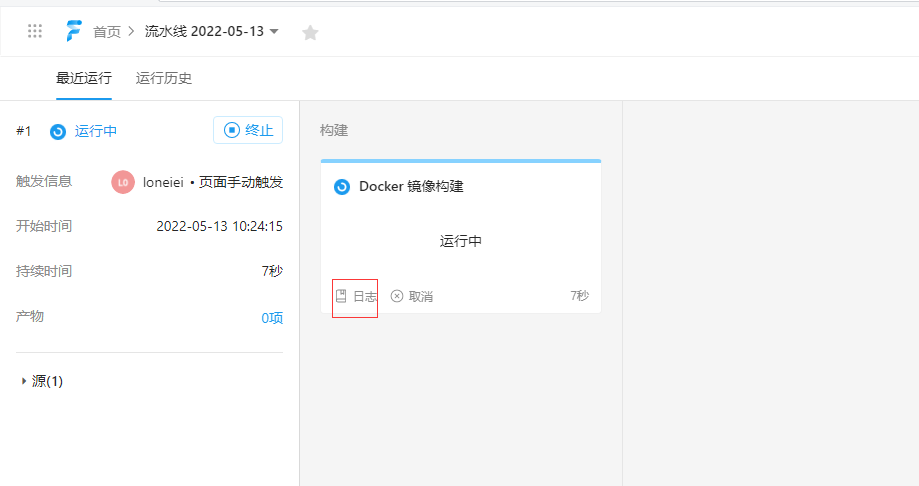 首页 流水线 2022-05-13
最近运行 运行历史
#1 运行中 终止
触发信息 LO loneiei • 页面手动触发
开始时间 2022-05-13 10:24:15
持续时间 7秒
产物 0项
源(1)
构建
Docker 镜像构建
运行中
日志 取消 7秒